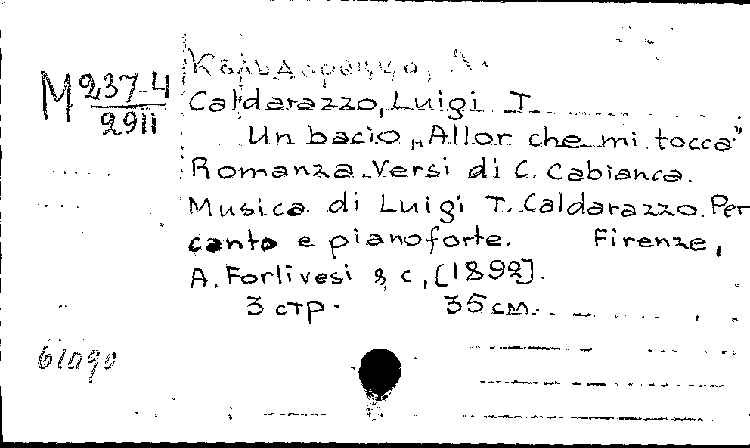 Кальдараццо, Л.
M 237-4
2911
Caldarazzo, Luigi T.
Un bacio „Allor che mi tocca"
Romanza. Versi di C. Cabianca.
Musica di Luigi T. Caldarazzo. Per
canto e pianoforte. Firenze,
A. Forlivesi & c, [1892].
3 стр. 35 см.
61090